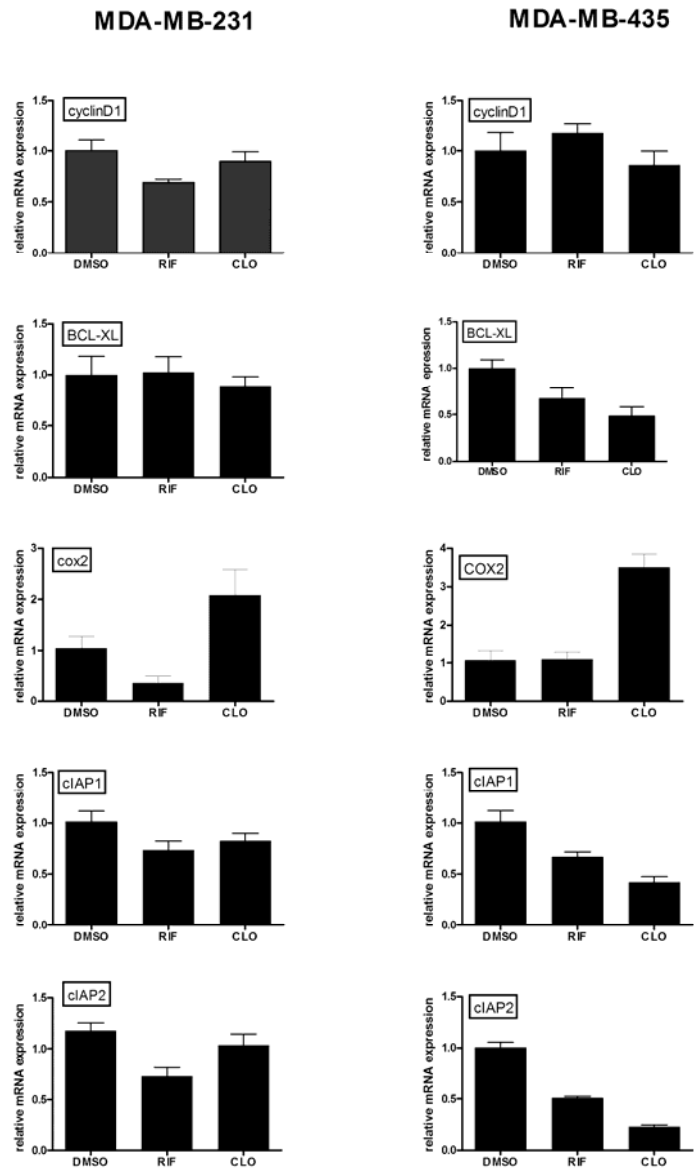 MDA-MB-231
MDA-MB-435
relative mRNA expression
1.5
1.0
0.5
0.0
cyclinD1
DMSO RIF CLO
relative mRNA expression
1.5
1.0
0.5
0.0
cyclinD1
DMSO RIF CLO
relative mRNA expression
1.5
1.0
0.5
0.0
BCL-XL
DMSO RIF CLO
relative mRNA epression
1.5
1.0
0.5
0.0
BCL-XL
DMSO RIF CLO
relative mRNA expression
3
2
1
0
cox2
DMSO RIF CLO
relative mRNA expression
4
3
2
1
0
COX2
DMSO RIF CLO
relative mRNA expression
1.5
1.0
0.5
0.0
cIAP1
DMSO RIF CLO
relative mRNA expression
1.5
1.0
0.5
0.0
cIAP1
DMSO RIF CLO
relative mRNA expression
1.5
1.0
0.5
0.0
cIAP2
DMSO RIF CLO
relative mRNA expression
1.5
1.0
0.5
0.0
cIAP2
DMSO RIF CLO